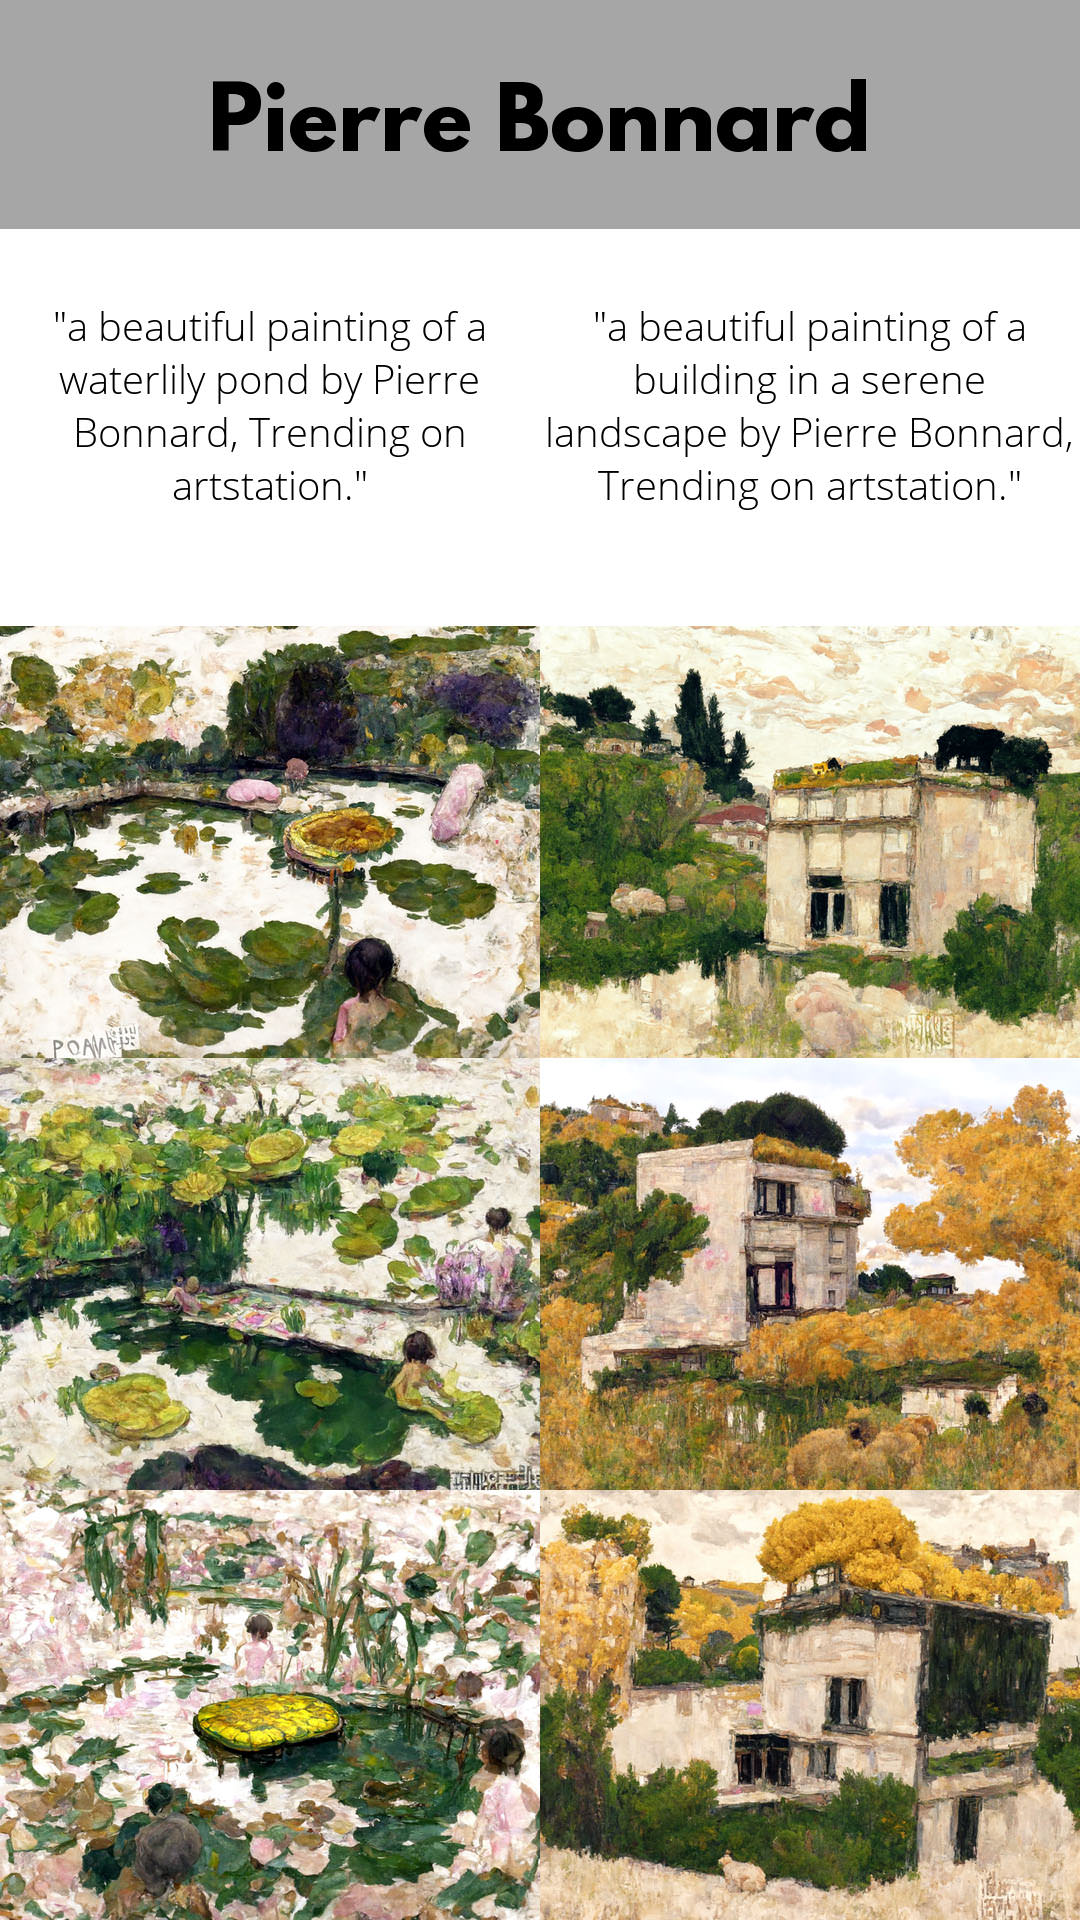 Pierre Bonnard
"a beautiful painting of a
waterlily pond by Pierre
Bonnard, Trending on
artstation."
"a beautiful painting of a
building in a serene
landscape by Pierre Bonnard,
Trending on artstation."